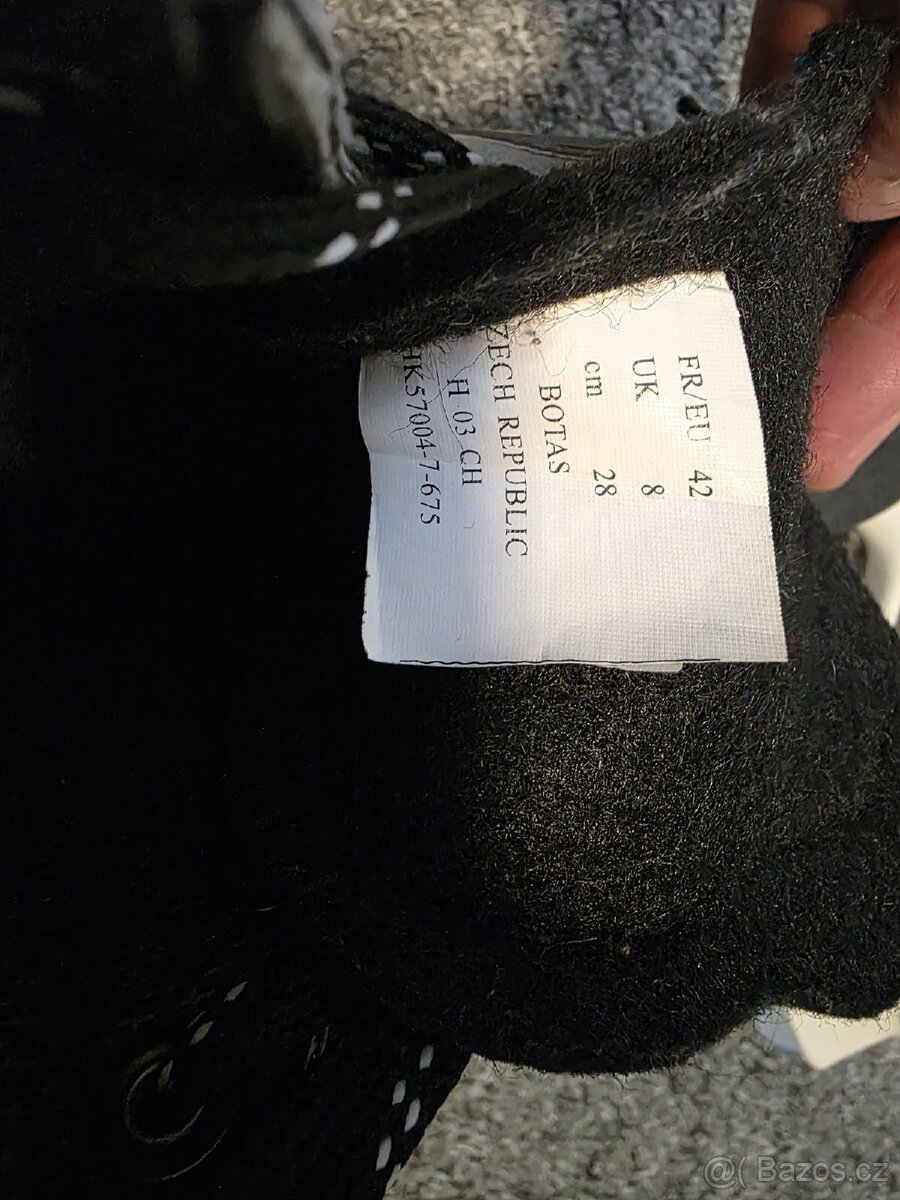 FR/EU 42
UK 8
cm 28
BOTAS
ZECH REPUBLIC
H 03 CH
HK57004-7-675
@( Bazos.cz